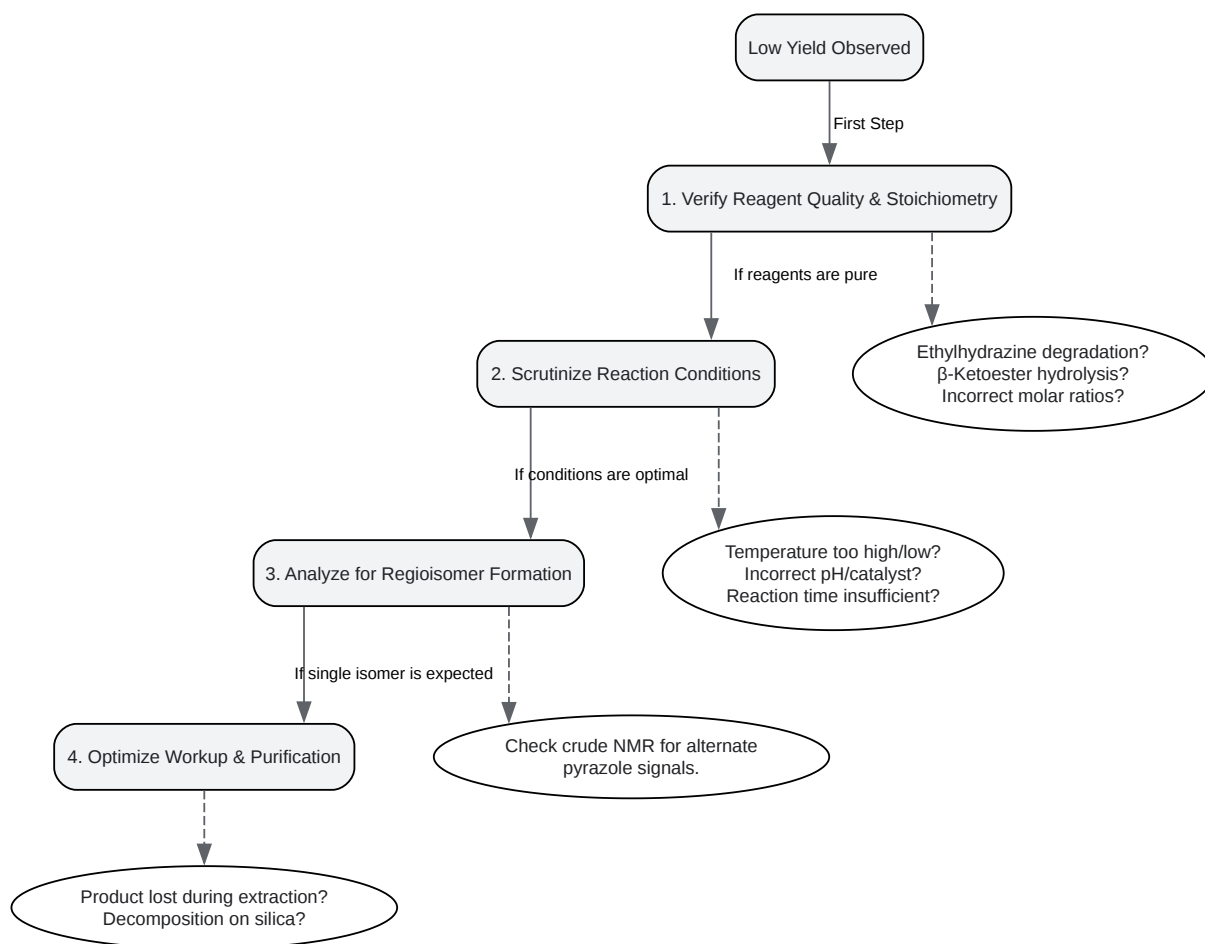 Low Yield Observed
First Step
1. Verify Reagent Quality & Stoichiometry
If reagents are pure
Ethylhydrazine degradation?
β-Ketoester hydrolysis?
Incorrect molar ratios?
2. Scrutinize Reaction Conditions
If conditions are optimal
Temperature too high/low?
Incorrect pH/catalyst?
Reaction time insufficient?
3. Analyze for Regioisomer Formation
If single isomer is expected
Check crude NMR for alternate
pyrazole signals.
4. Optimize Workup & Purification
Product lost during extraction?
Decomposition on silica?